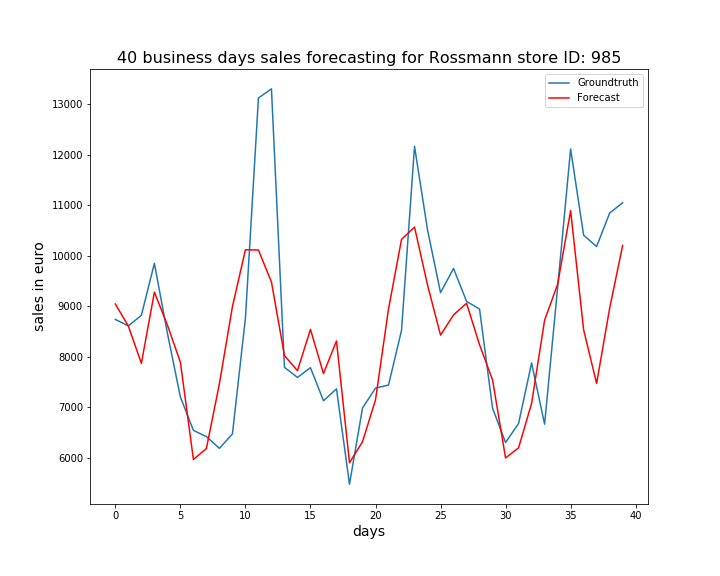 40 business days sales forecasting for Rossmann store ID: 985
Groundtruth
Forecast
13000
12000
11000
10000
9000
8000
7000
6000
sales in euro
0 5 10 15 20 25 30 35 40
days